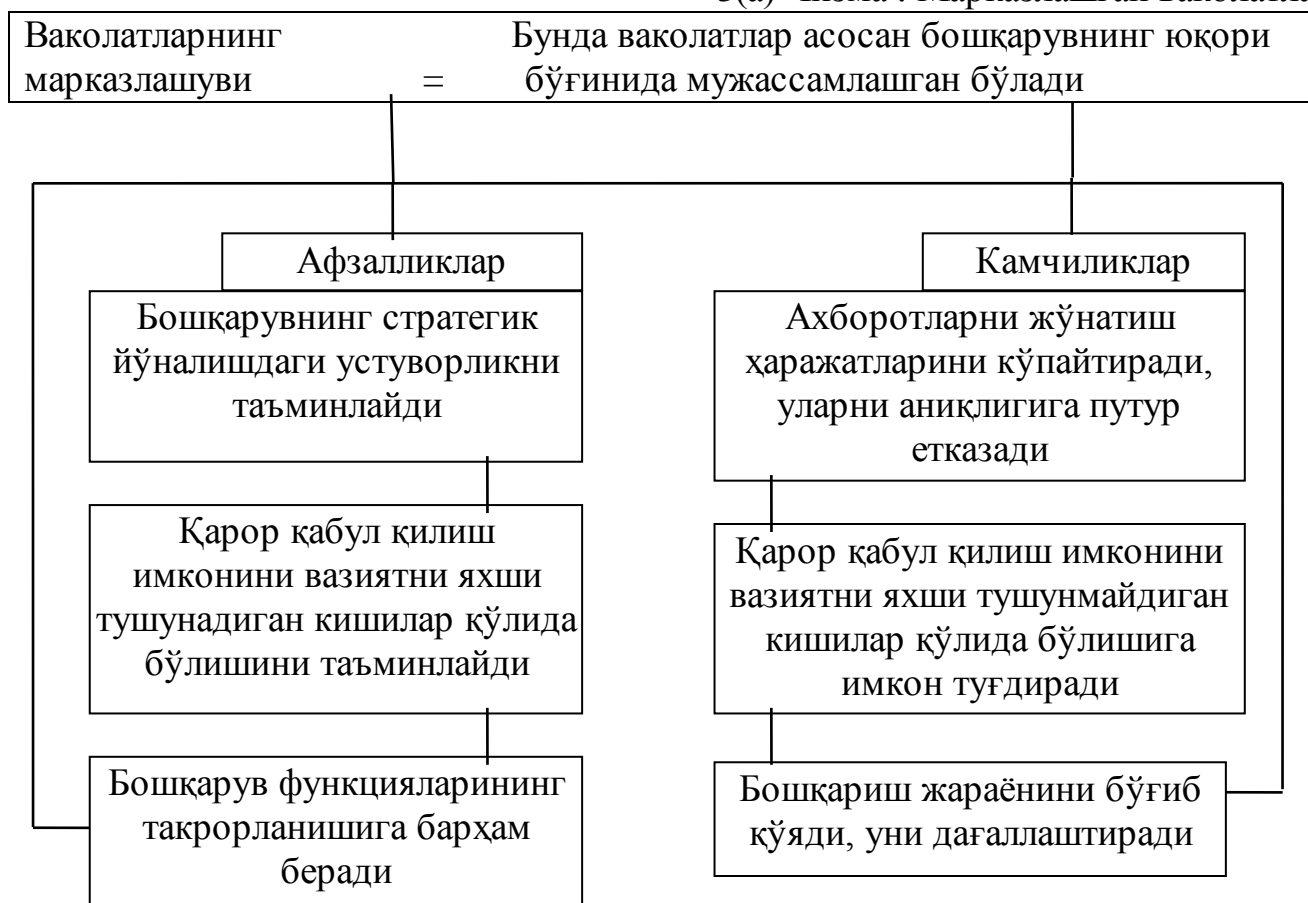 Ваколатларнинг Бунда ваколатлар асосан бошқарувнинг юқори
марказлашуви = бўғинида мужассамлашган бўлади
Афзалликлар
Бошқарувнинг стратегик
йўналишдаги устуворликни
таъминлайди
Қарор қабул қилиш
имконини вазиятни яхши
тушунадиган кишилар қўлида
бўлишини таъминлайди
Бошқарув функцияларининг
такрорланишига барҳам
беради
Камчиликлар
Ахборотларни жўнатиш
ҳаражатларини кўпайтиради,
уларни аниқлигига путур
етказади
Қарор қабул қилиш имконини
вазиятни яхши тушунмайдиган
кишилар қўлида бўлишига
имкон туғдиради
Бошқариш жараёнини бўғиб
қўяди, уни дағаллаштиради